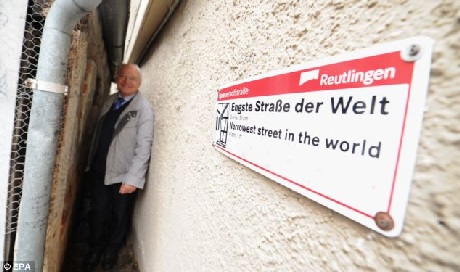 Reutlingen
Engste Straße der Welt
Narrowest street in the world
©EPA